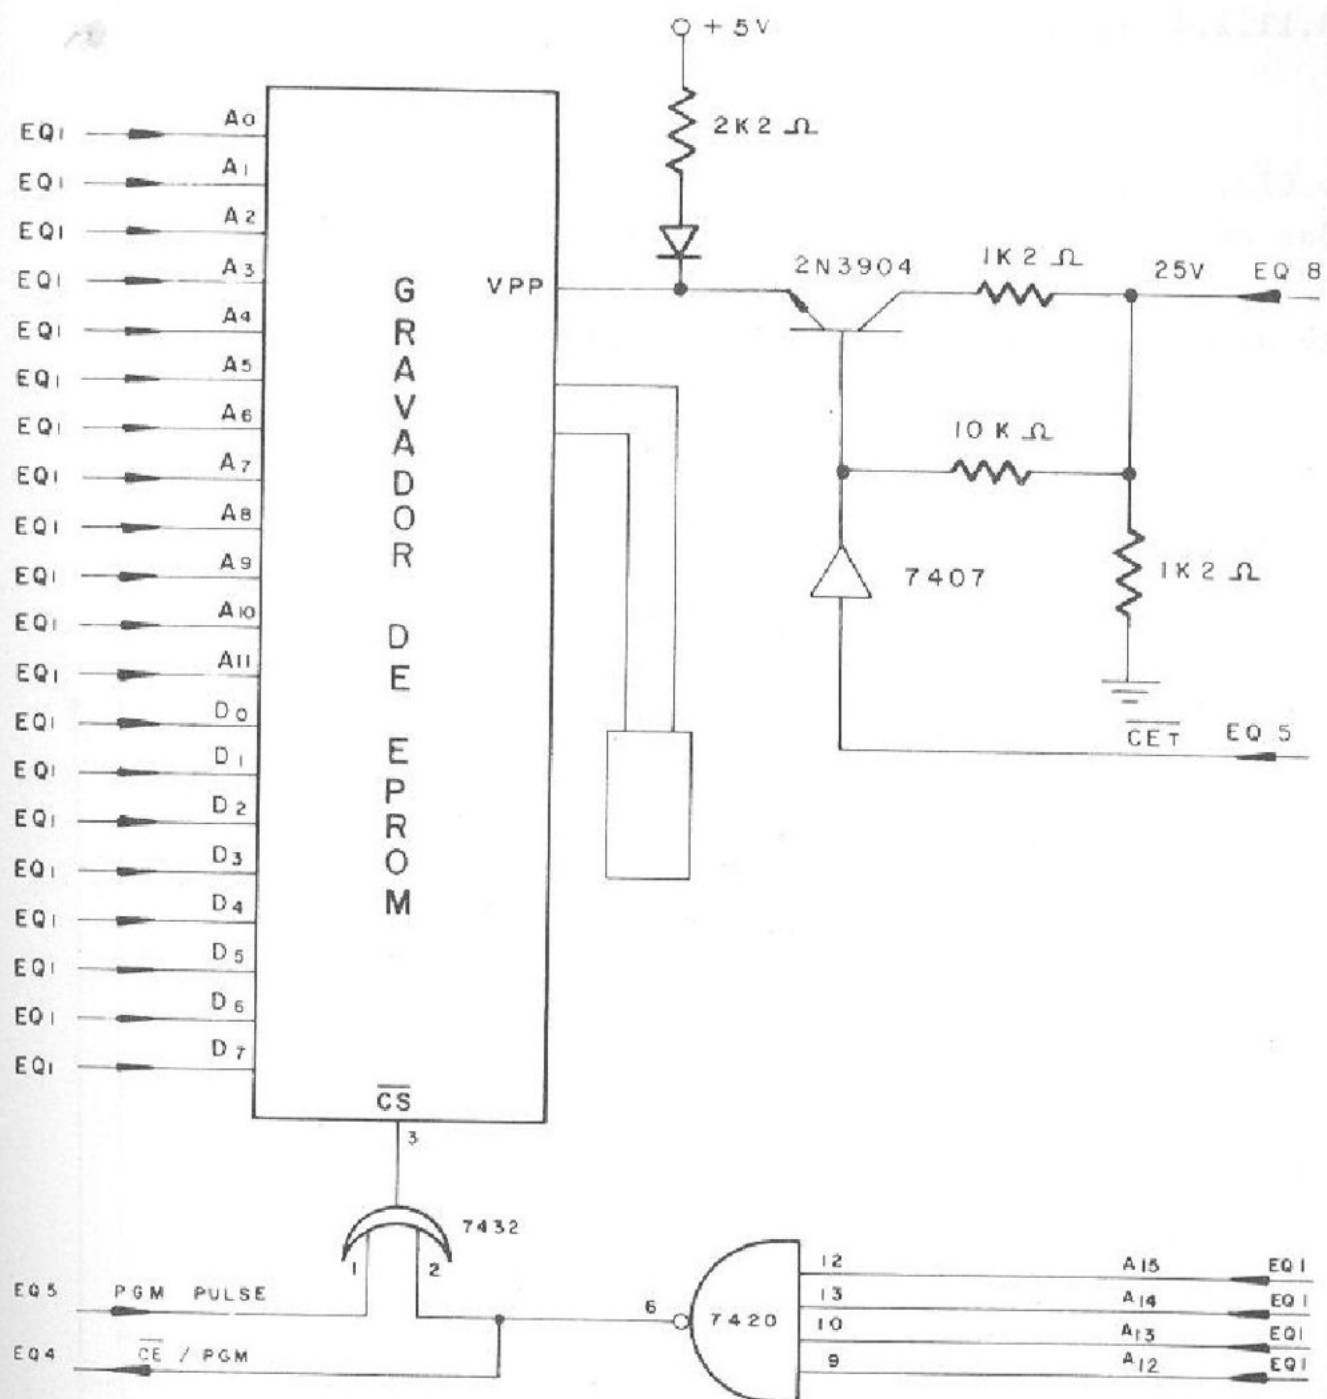 +5V
2K2 Ω
EQ1 A0
EQ1 A1
EQ1 A2
EQ1 A3
EQ1 A4
EQ1 A5
EQ1 A6
EQ1 A7
EQ1 A8
EQ1 A9
EQ1 A10
EQ1 A11
EQ1 D0
EQ1 D1
EQ1 D2
EQ1 D3
EQ1 D4
EQ1 D5
EQ1 D6
EQ1 D7
GRAVADOR DE EPROM
VPP
C̅S̅
2N3904
1K2 Ω
25V EQ 8
10 K Ω
7407
1K2 Ω
C̅E̅T̅ EQ 5
3
7432
1 2
EQ5 PGM PULSE
EQ4 C̅E̅ / PGM
6
7420
12 A15 EQ1
13 A14 EQ1
10 A13 EQ1
9 A12 EQ1